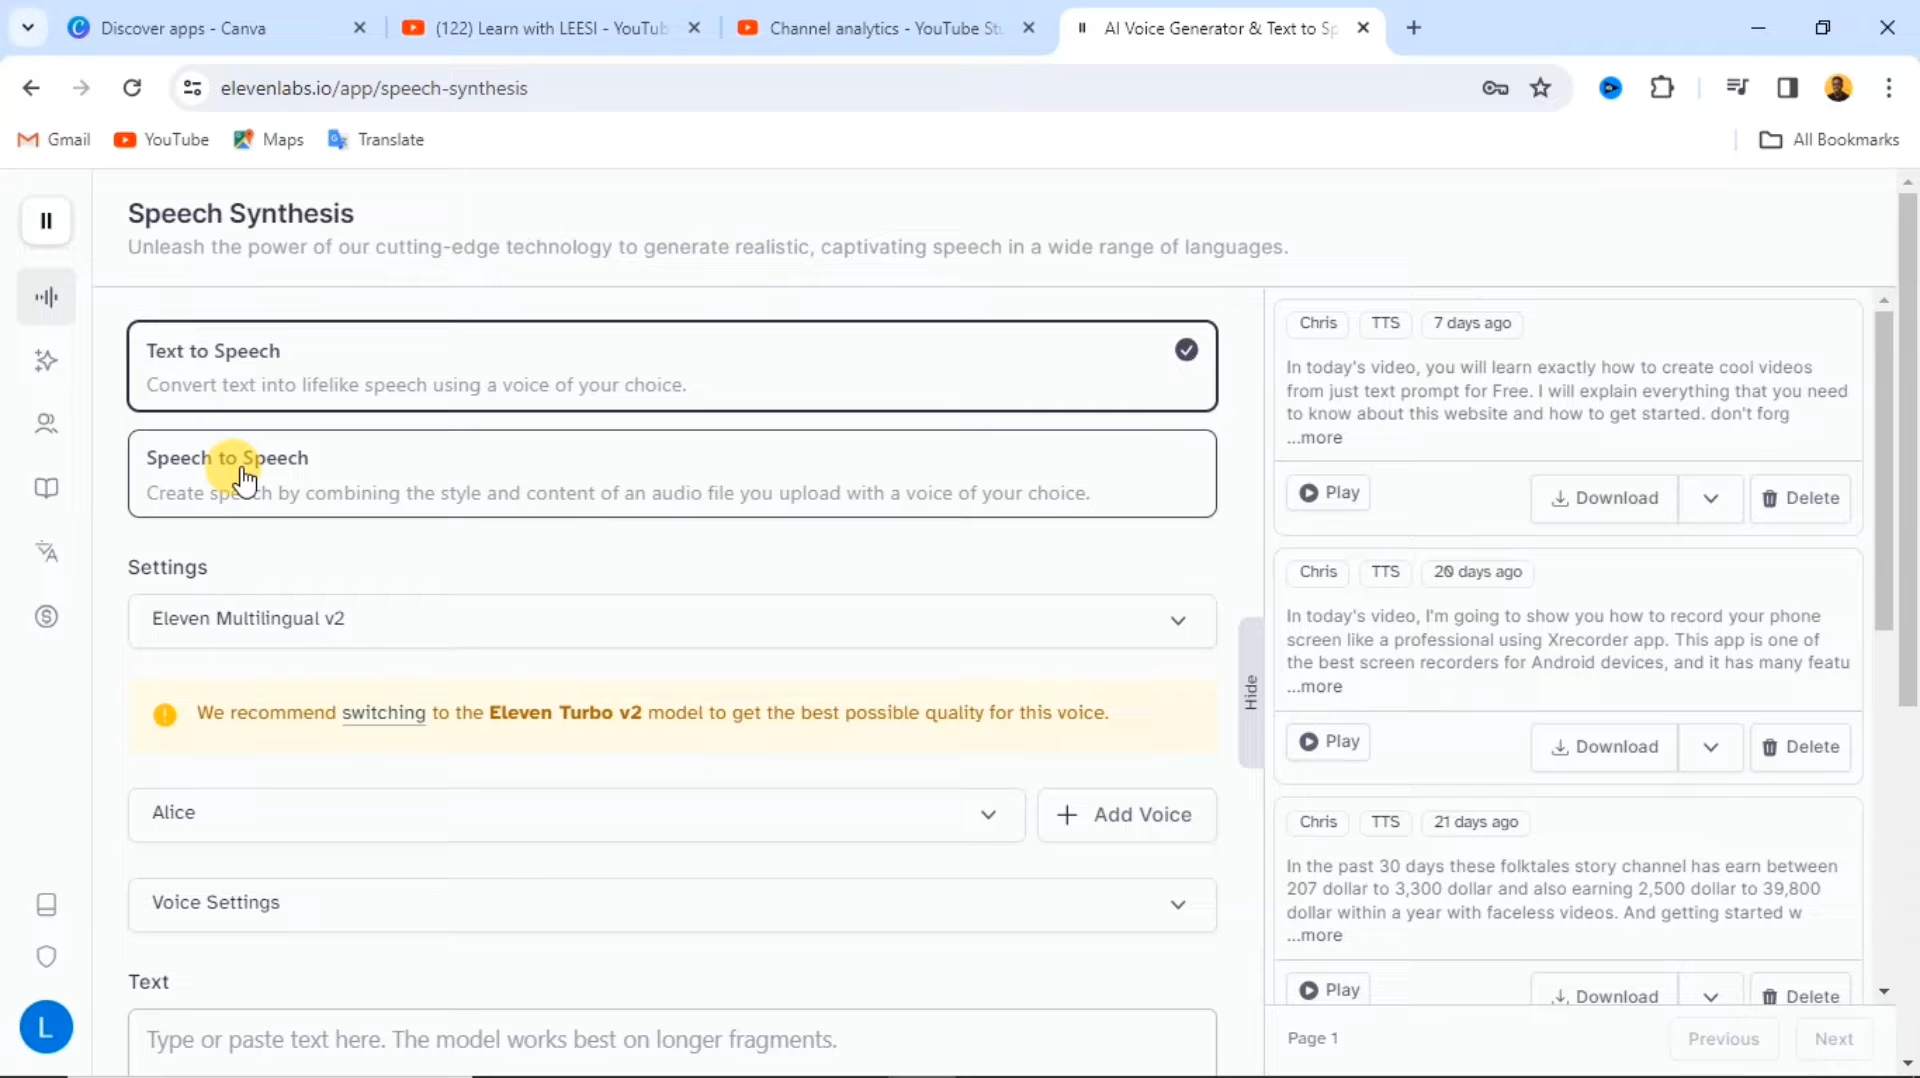 Discover apps - Canva
(122) Learn with LEESI - YouTub
Channel analytics - YouTube Stu
AI Voice Generator & Text to Sp
elevenlabs.io/app/speech-synthesis
Gmail
YouTube
Maps
Translate
All Bookmarks
Speech Synthesis
Unleash the power of our cutting-edge technology to generate realistic, captivating speech in a wide range of languages.
Text to Speech
Convert text into lifelike speech using a voice of your choice.
Speech to Speech
Create speech by combining the style and content of an audio file you upload with a voice of your choice.
Settings
Eleven Multilingual v2
We recommend switching to the Eleven Turbo v2 model to get the best possible quality for this voice.
Alice
Add Voice
Voice Settings
Text
Type or paste text here. The model works best on longer fragments.
L
Hide
Chris TTS 7 days ago
In today's video, you will learn exactly how to create cool videos
from just text prompt for Free. I will explain everything that you need
to know about this website and how to get started. don't forg
...more
Play Download Delete
Chris TTS 20 days ago
In today's video, I'm going to show you how to record your phone
screen like a professional using Xrecorder app. This app is one of
the best screen recorders for Android devices, and it has many featu
...more
Play Download Delete
Chris TTS 21 days ago
In the past 30 days these folktales story channel has earn between
207 dollar to 3,300 dollar and also earning 2,500 dollar to 39,800
dollar within a year with faceless videos. And getting started w
...more
Play Download Delete
Page 1 Previous Next